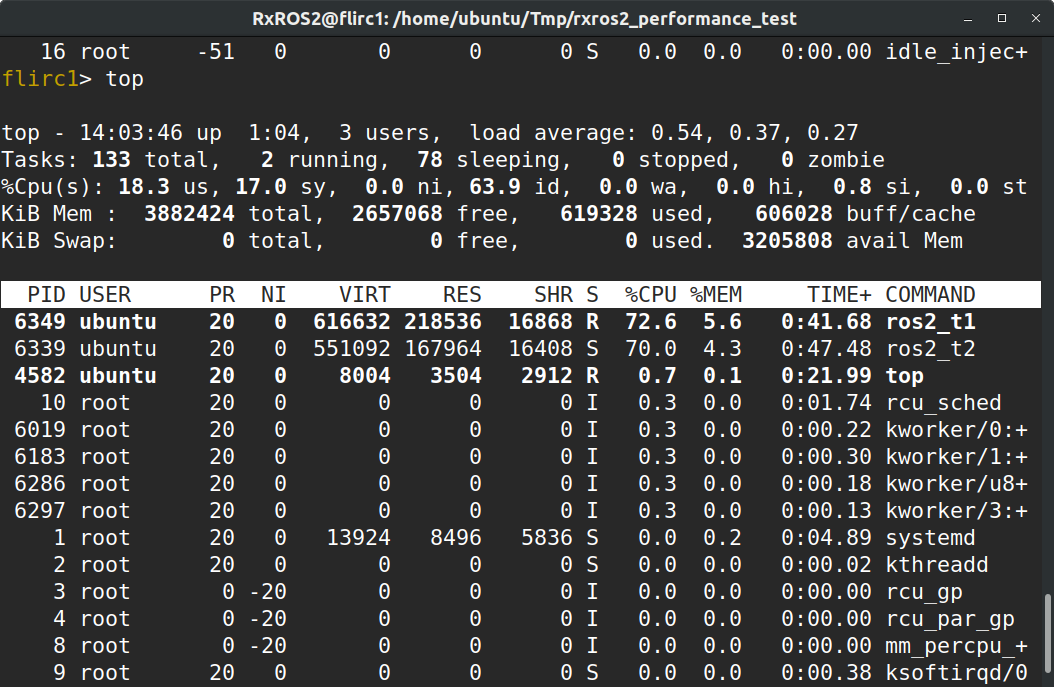 RxROS2@flirc1: /home/ubuntu/Tmp/rxros2_performance_test
16 root -51 0 0 0 0 S 0.0 0.0 0:00.00 idle_injec+
flirc1> top
top - 14:03:46 up 1:04, 3 users, load average: 0.54, 0.37, 0.27
Tasks: 133 total, 2 running, 78 sleeping, 0 stopped, 0 zombie
%Cpu(s): 18.3 us, 17.0 sy, 0.0 ni, 63.9 id, 0.0 wa, 0.0 hi, 0.8 si, 0.0 st
KiB Mem : 3882424 total, 2657068 free, 619328 used, 606028 buff/cache
KiB Swap: 0 total, 0 free, 0 used. 3205808 avail Mem
PID USER PR NI VIRT RES SHR S %CPU %MEM TIME+ COMMAND
6349 ubuntu 20 0 616632 218536 16868 R 72.6 5.6 0:41.68 ros2_t1
6339 ubuntu 20 0 551092 167964 16408 S 70.0 4.3 0:47.48 ros2_t2
4582 ubuntu 20 0 8004 3504 2912 R 0.7 0.1 0:21.99 top
10 root 20 0 0 0 0 I 0.3 0.0 0:01.74 rcu_sched
6019 root 20 0 0 0 0 I 0.3 0.0 0:00.22 kworker/0:+
6183 root 20 0 0 0 0 I 0.3 0.0 0:00.30 kworker/1:+
6286 root 20 0 0 0 0 I 0.3 0.0 0:00.18 kworker/u8+
6297 root 20 0 0 0 0 I 0.3 0.0 0:00.13 kworker/3:+
1 root 20 0 13924 8496 5836 S 0.0 0.2 0:04.89 systemd
2 root 20 0 0 0 0 S 0.0 0.0 0:00.02 kthreadd
3 root 0 -20 0 0 0 I 0.0 0.0 0:00.00 rcu_gp
4 root 0 -20 0 0 0 I 0.0 0.0 0:00.00 rcu_par_gp
8 root 0 -20 0 0 0 I 0.0 0.0 0:00.00 mm_percpu_+
9 root 20 0 0 0 0 S 0.0 0.0 0:00.38 ksoftirqd/0